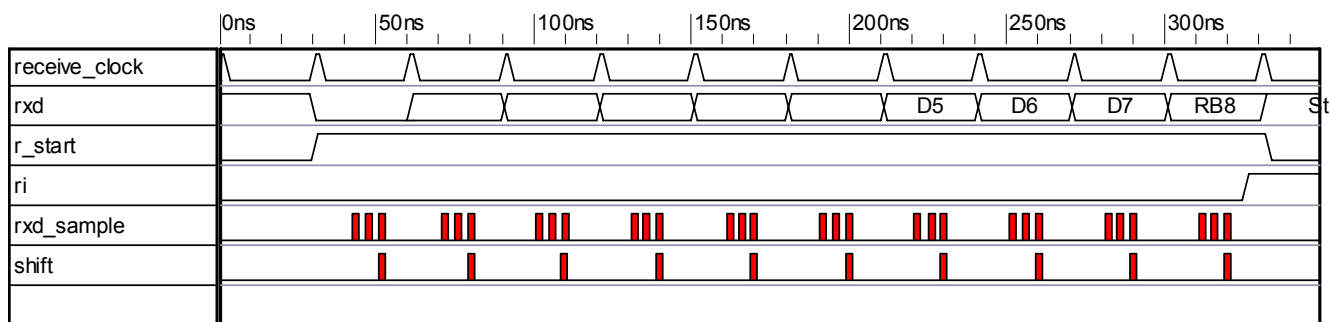 0ns 50ns 100ns 150ns 200ns 250ns 300ns
receive_clock
rxd D5 D6 D7 RB8 St
r_start
ri
rxd_sample
shift